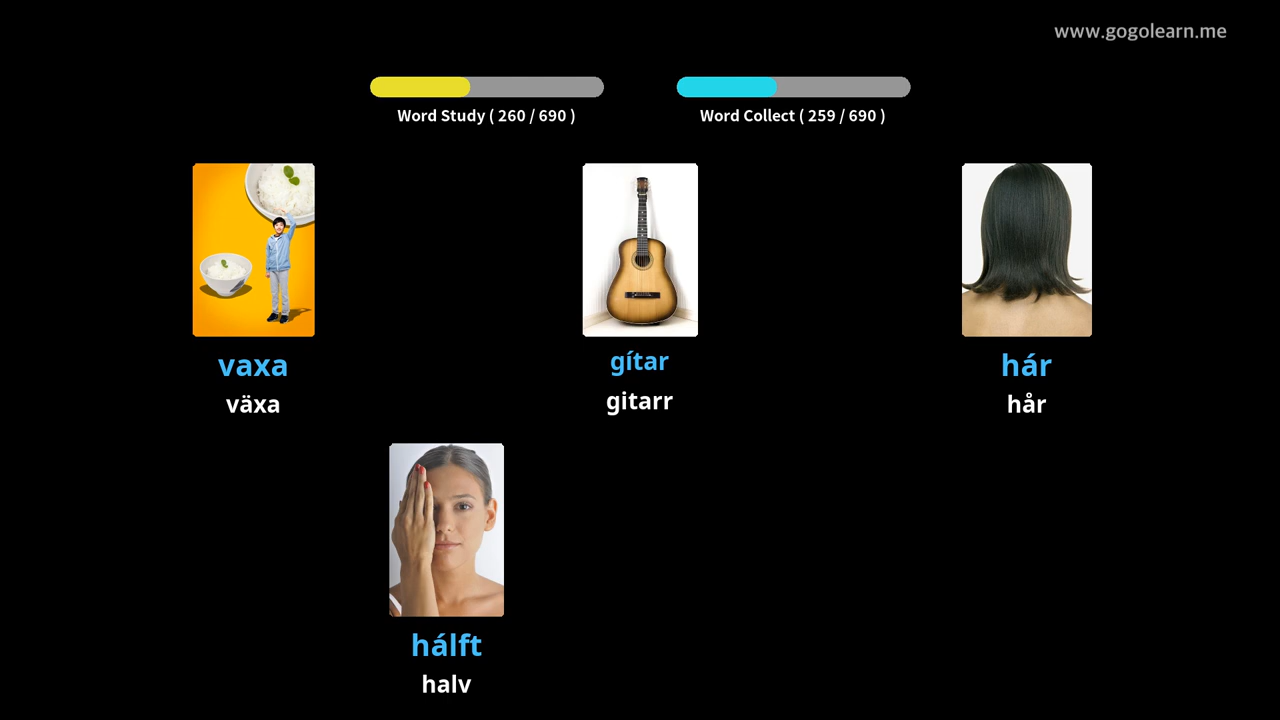 www.gogolearn.me
Word Study ( 260 / 690 )
Word Collect ( 259 / 690 )
vaxa
växa
gítar
gitarr
hár
hår
hálft
halv